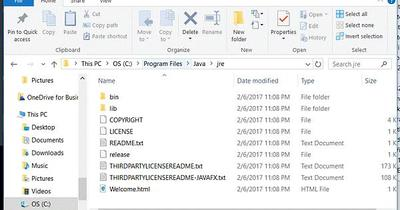 Pin to Quick access
Copy
Paste
Cut
Copy path
Paste shortcut
Move to
Copy to
Delete
Rename
New folder
Properties
Open
Edit
History
Select all
Select none
Invert selection
Clipboard
Organize
New
Open
Select
This PC > OS (C:) > Program Files > Java > jre
Search jre
Name Date modified Type Size
Pictures
OneDrive for Busin
This PC
Desktop
Documents
Downloads
Music
Pictures
Videos
OS (C:)
bin 2/6/2017 11:08 PM File folder
lib 2/6/2017 11:08 PM File folder
COPYRIGHT 2/6/2017 11:08 PM File 4 K
LICENSE 2/6/2017 11:08 PM File 1 K
README.txt 2/6/2017 11:08 PM Text Document 1 K
release 2/6/2017 11:08 PM File 1 K
THIRDPARTYLICENSEREADME.txt 2/6/2017 11:08 PM Text Document 173 K
THIRDPARTYLICENSEREADME-JAVAFX.txt 2/6/2017 11:08 PM Text Document 108 K
Welcome.html 2/6/2017 11:08 PM HTML File 1 K